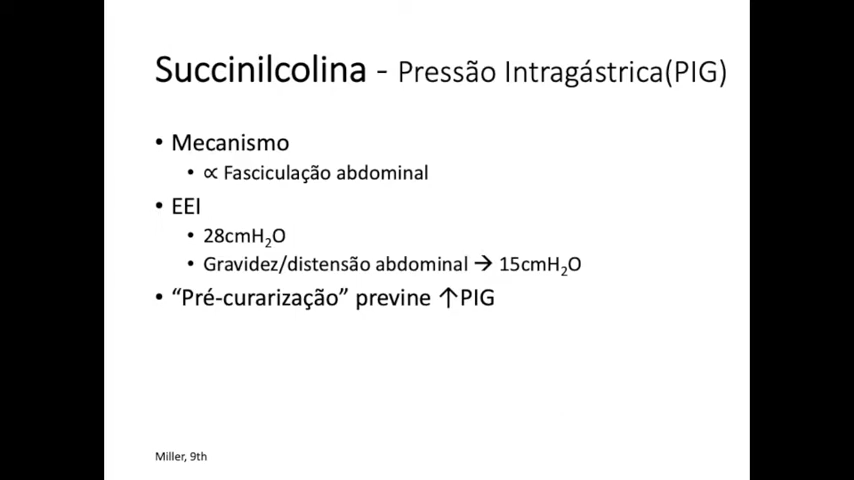 Succinilcolina - Pressão Intragástrica(PIG)
• Mecanismo
• ∝ Fasciculação abdominal
• EEI
• 28cmH₂O
• Gravidez/distensão abdominal → 15cmH₂O
• “Pré-curarização” previne ↑PIG
Miller, 9th